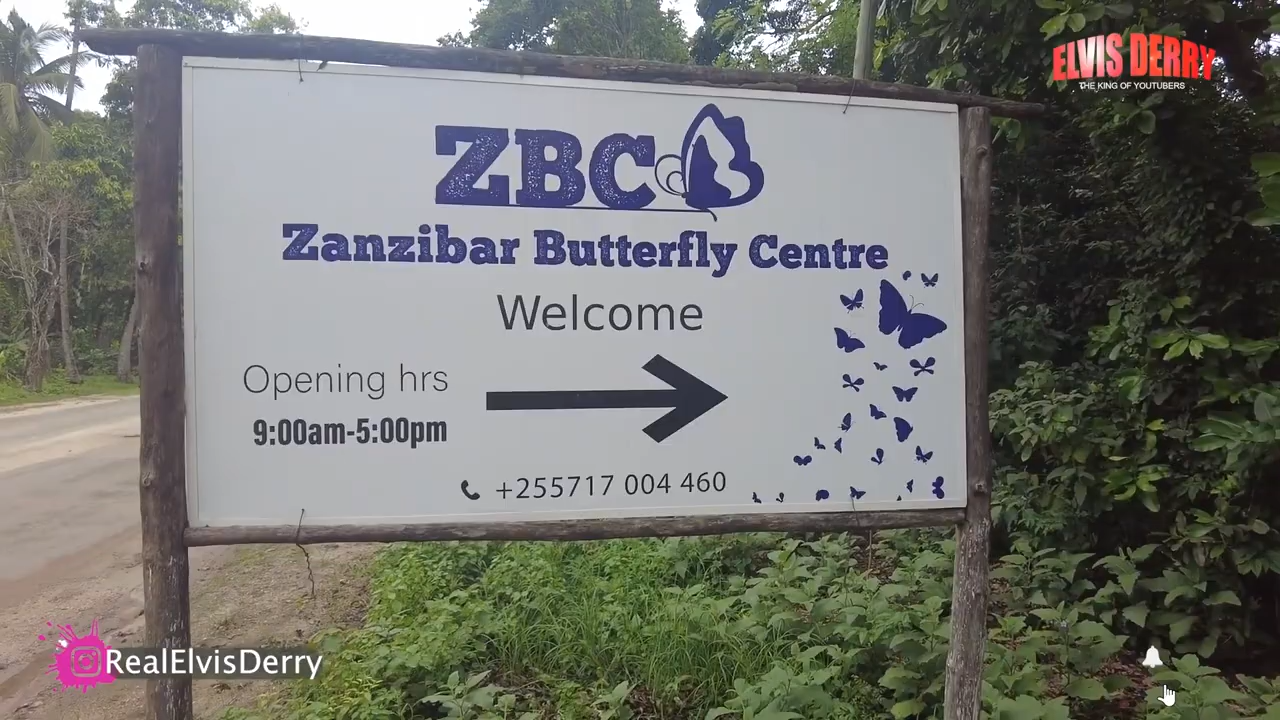 ELVIS DERRY
THE KING OF YOUTUBERS
ZBC
Zanzibar Butterfly Centre
Welcome
Opening hrs
9:00am-5:00pm
+255717 004 460
RealElvisDerry